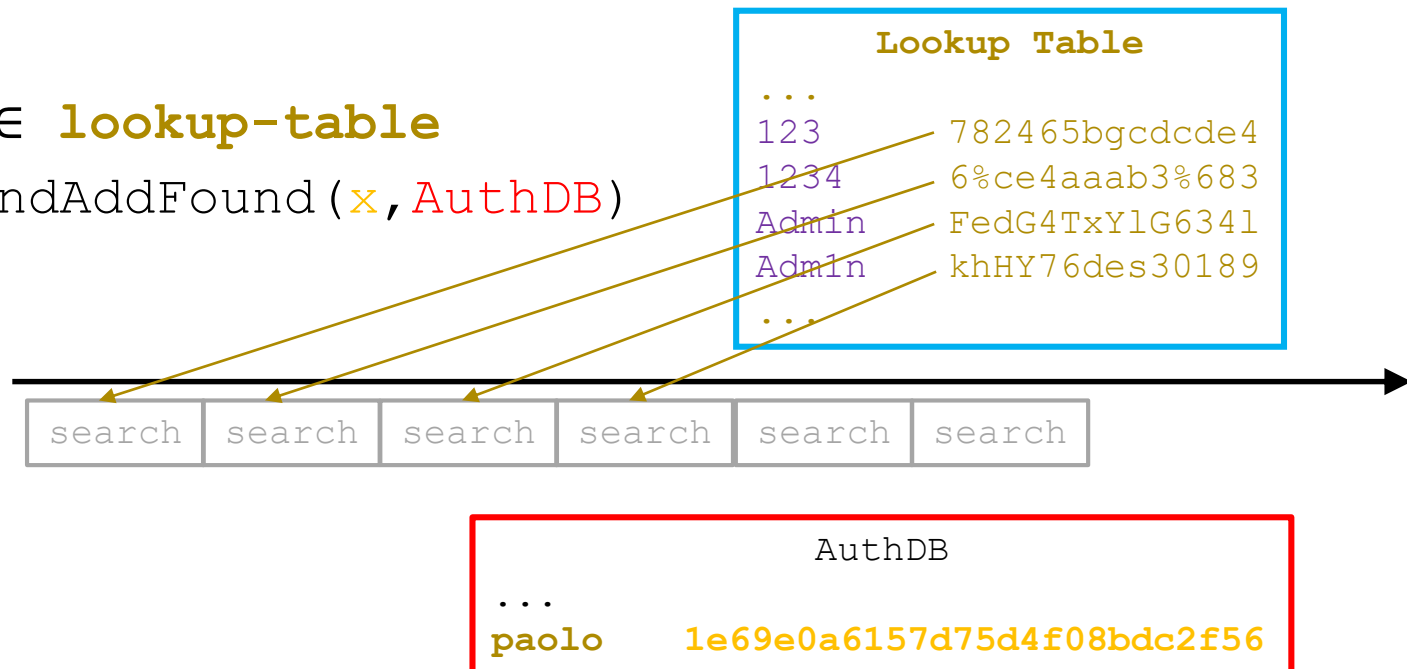 Lookup Table
...
∈ lookup-table
123 782465bgcdcde4
ndAddFound(x,AuthDB)
1234 6%ce4aaab3%683
Admin FedG4TxYlG634l
Adm1n khHY76des30189
...
search search search search search search
AuthDB
...
paolo 1e69e0a6157d75d4f08bdc2f56